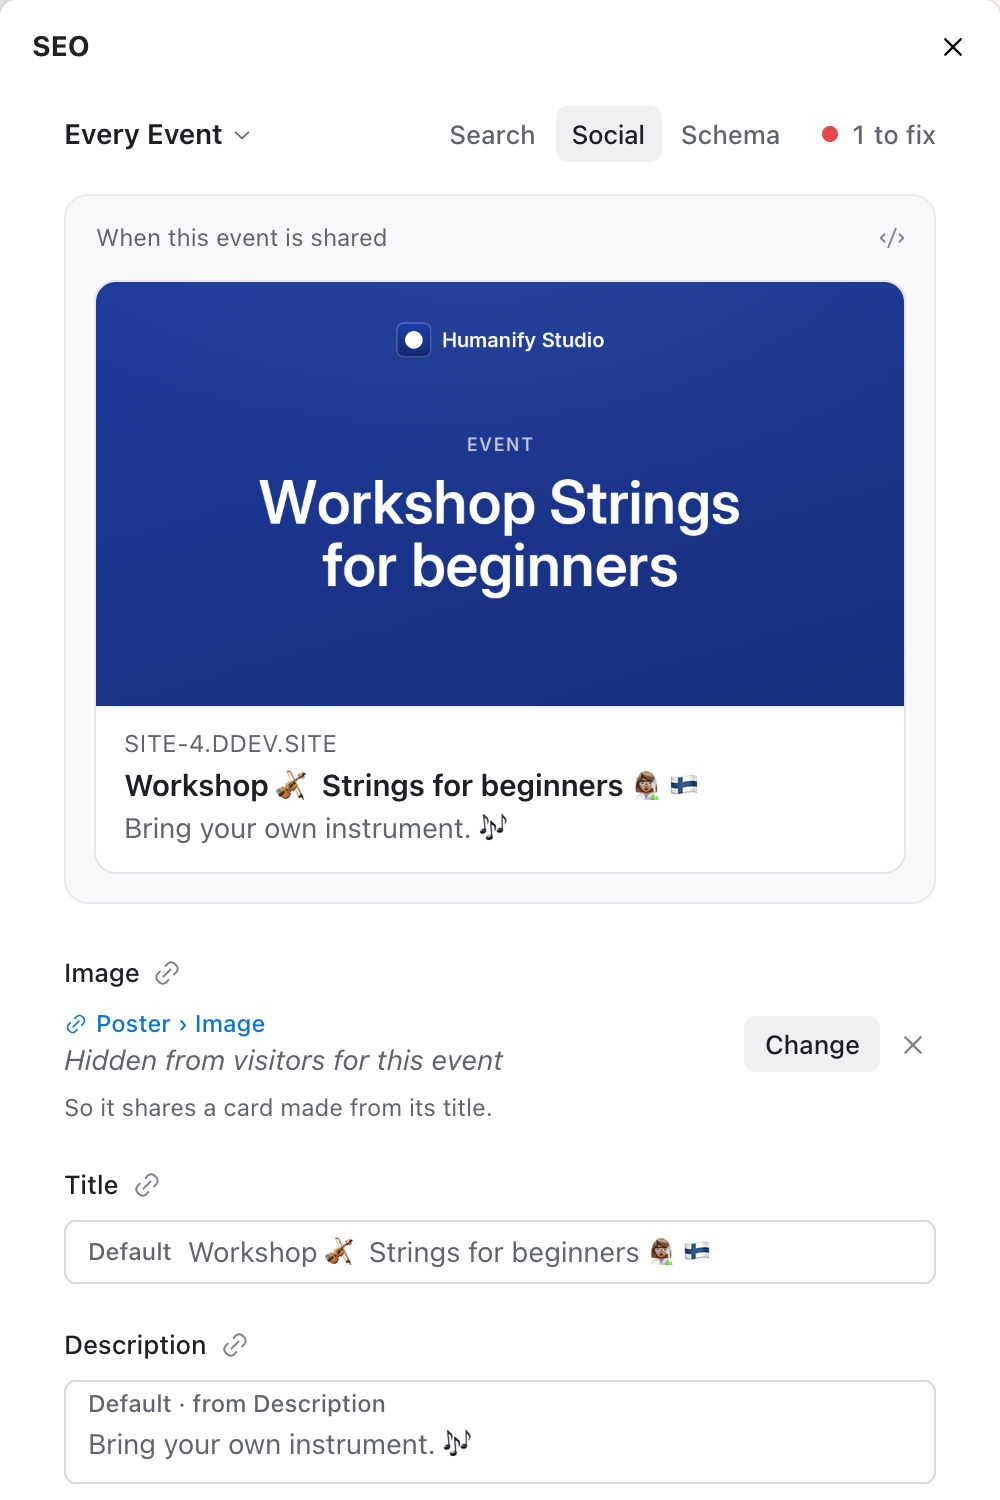 SEO
Every Event
Search
Social
Schema
1 to fix
When this event is shared
</>
Humanify Studio
EVENT
Workshop Strings
for beginners
SITE-4.DDEV.SITE
Workshop 🎻 Strings for beginners 👩🏽‍🔬 🇫🇮
Bring your own instrument. 🎶
Image
Poster › Image
Hidden from visitors for this event
Change
So it shares a card made from its title.
Title
Default Workshop 🎻 Strings for beginners 👩🏽‍🔬 🇫🇮
Description
Default · from Description
Bring your own instrument. 🎶